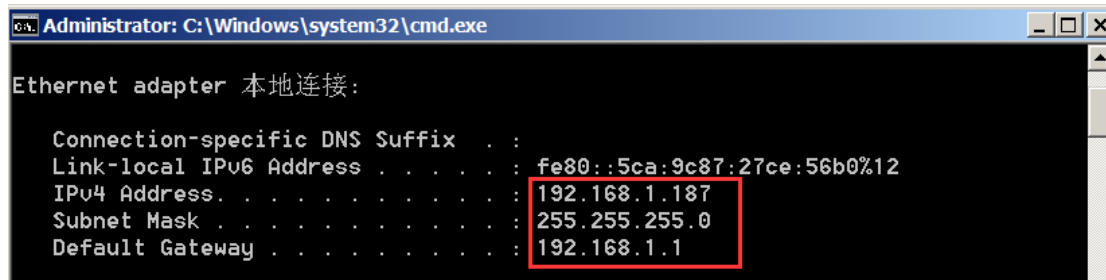 Administrator: C:\Windows\system32\cmd.exe
Ethernet adapter 本地连接:
Connection-specific DNS Suffix . :
Link-local IPv6 Address . . . . . : fe80::5ca:9c87:27ce:56b0%12
IPv4 Address. . . . . . . . . . . : 192.168.1.187
Subnet Mask . . . . . . . . . . . : 255.255.255.0
Default Gateway . . . . . . . . . : 192.168.1.1